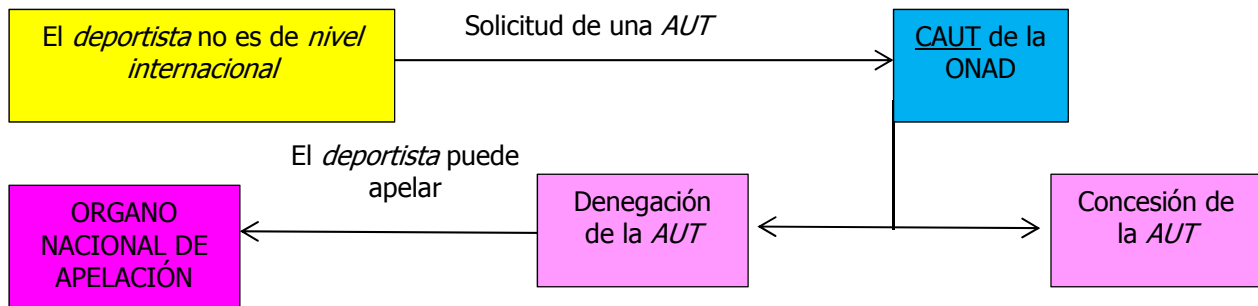 El deportista no es de nivel
internacional
Solicitud de una AUT
CAUT de la
ONAD
El deportista puede
apelar
ORGANO
NACIONAL DE
APELACIÓN
Denegación
de la AUT
Concesión de
la AUT